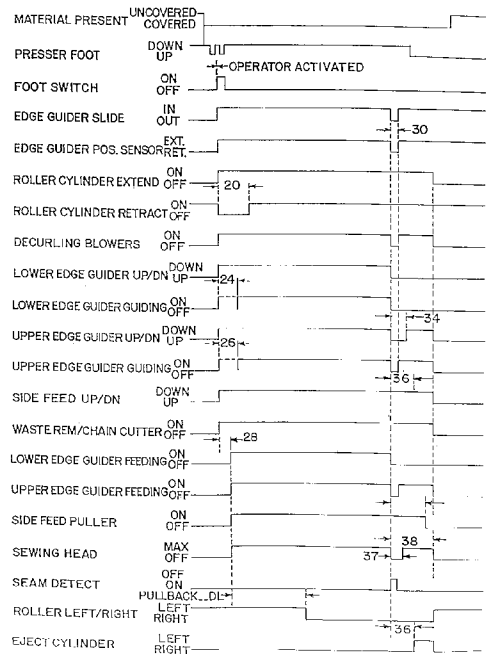 MATERIAL PRESENT UNCOVERED COVERED
PRESSER FOOT DOWN UP
OPERATOR ACTIVATED
FOOT SWITCH ON OFF
EDGE GUIDER SLIDE IN OUT
30
EDGE GUIDER POS. SENSOR EXT. RET.
ROLLER CYLINDER EXTEND ON OFF
20
ROLLER CYLINDER RETRACT ON OFF
DECURLING BLOWERS ON OFF
LOWER EDGE GUIDER UP/DN DOWN UP
24
LOWER EDGE GUIDER GUIDING ON OFF
34
UPPER EDGE GUIDER UP/DN DOWN UP
26
UPPER EDGE GUIDER GUIDING ON OFF
36
SIDE FEED UP/DN DOWN UP
WASTE REM/CHAIN CUTTER ON OFF
28
LOWER EDGE GUIDER FEEDING ON OFF
UPPER EDGE GUIDER FEEDING ON OFF
SIDE FEED PULLER ON OFF
38
SEWING HEAD MAX OFF
37
SEAM DETECT OFF ON
PULLBACK_DL
ROLLER LEFT/RIGHT LEFT RIGHT
36
EJECT CYLINDER LEFT RIGHT